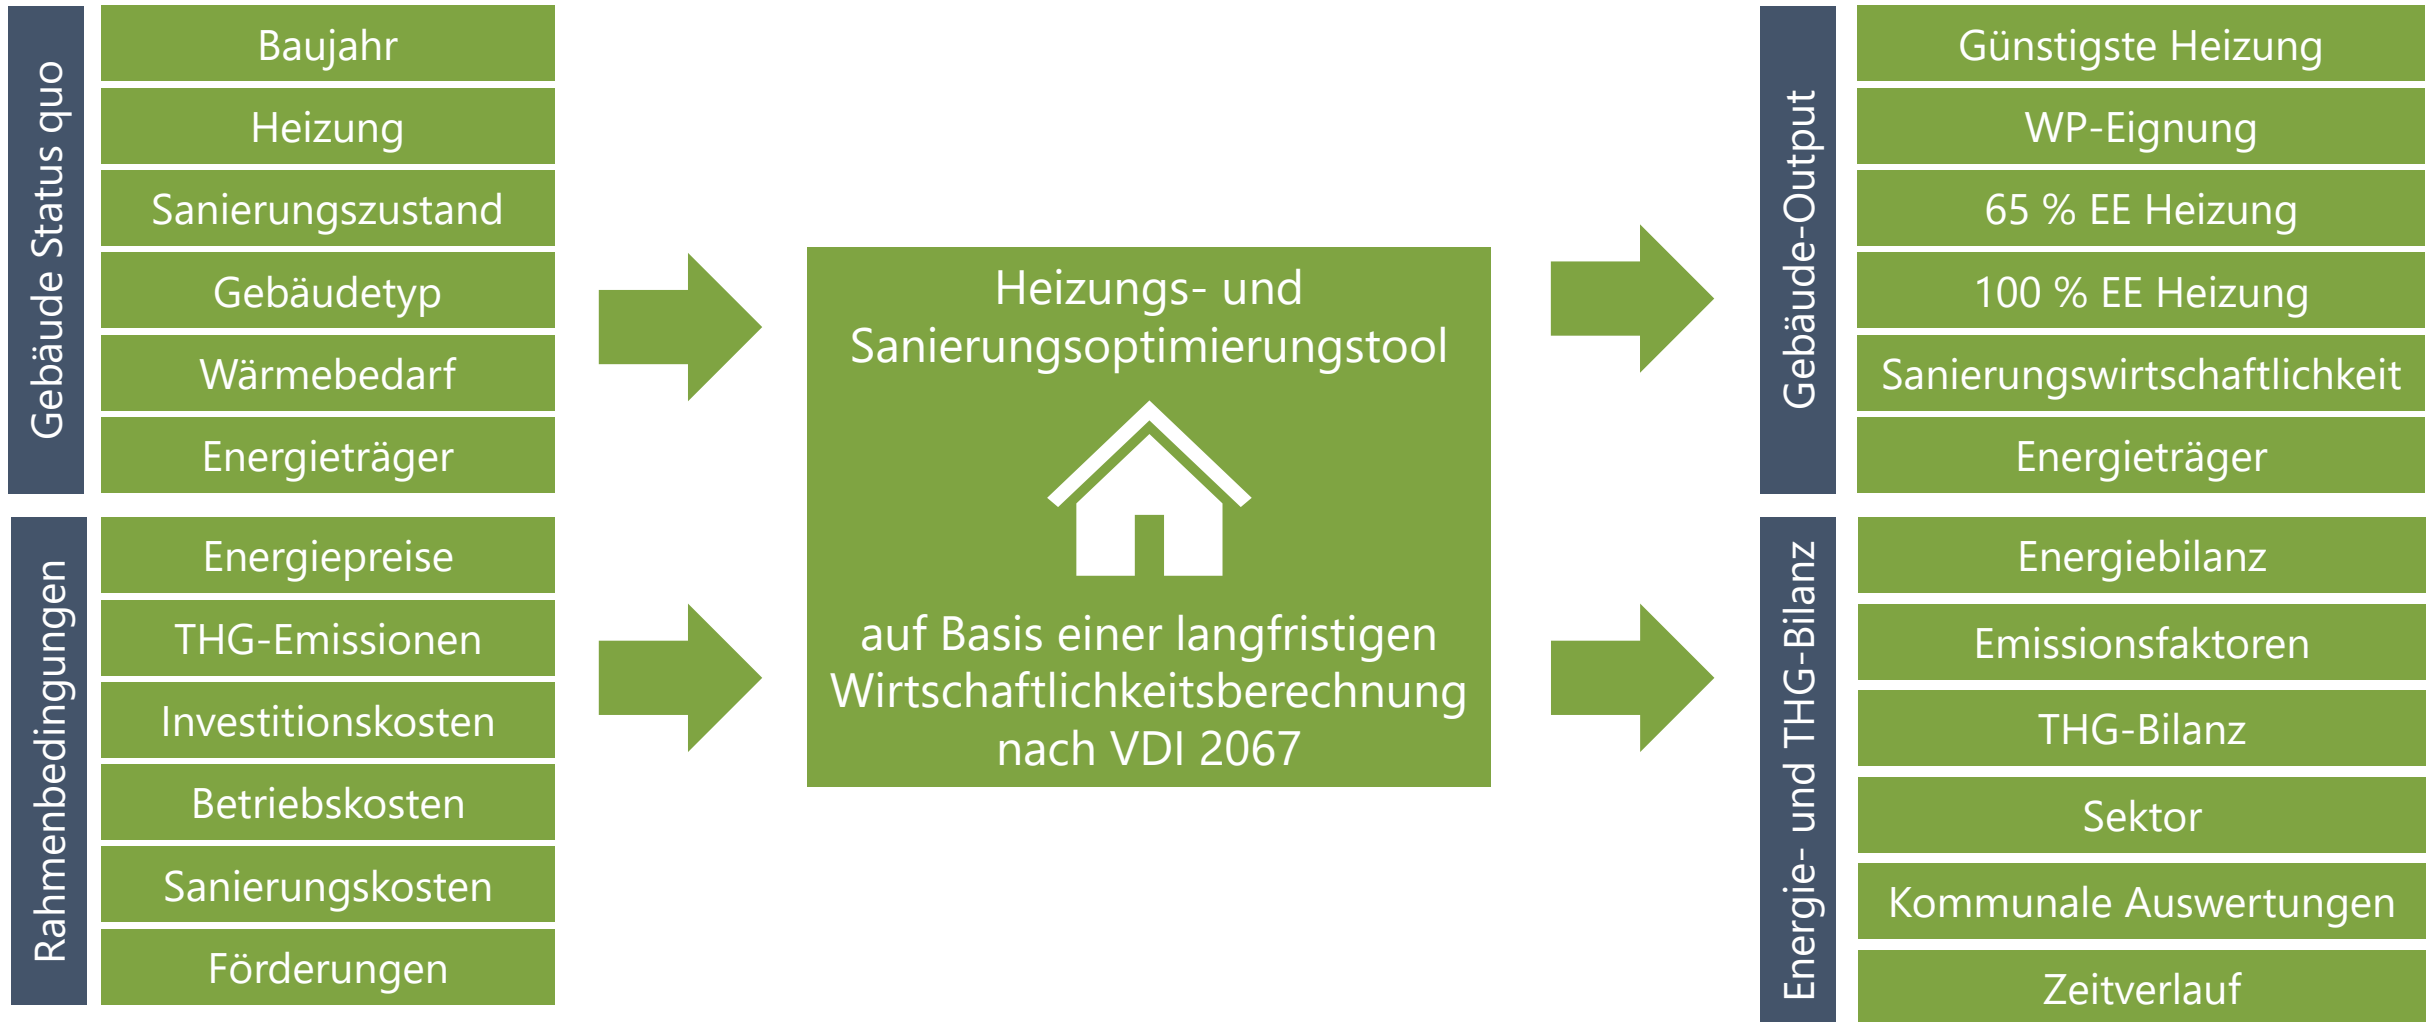 Gebäude Status quo
Baujahr
Heizung
Sanierungszustand
Gebäudetyp
Wärmebedarf
Energieträger
Rahmenbedingungen
Energiepreise
THG-Emissionen
Investitionskosten
Betriebskosten
Sanierungskosten
Förderungen
Heizungs- und
Sanierungsoptimierungstool
auf Basis einer langfristigen
Wirtschaftlichkeitsberechnung
nach VDI 2067
Gebäude-Output
Günstigste Heizung
WP-Eignung
65 % EE Heizung
100 % EE Heizung
Sanierungswirtschaftlichkeit
Energieträger
Energie- und THG-Bilanz
Energiebilanz
Emissionsfaktoren
THG-Bilanz
Sektor
Kommunale Auswertungen
Zeitverlauf